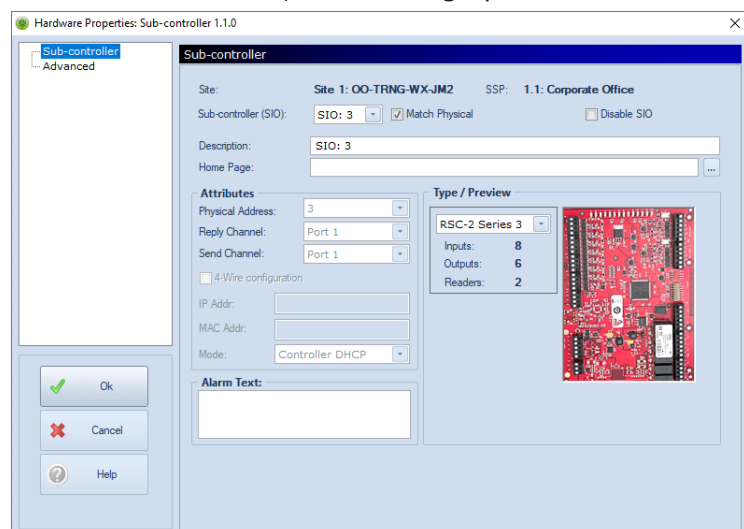 Hardware Properties: Sub-controller 1.1.0
Sub-controller
Advanced
Sub-controller
Site: Site 1: OO-TRNG-WX-JM2 SSP: 1.1: Corporate Office
Sub-controller (SIO): SIO: 3 Match Physical Disable SIO
Description: SIO: 3
Home Page: ...
Attributes
Physical Address: 3
Reply Channel: Port 1
Send Channel: Port 1
4-Wire configuration
IP Addr:
MAC Addr:
Mode: Controller DHCP
Type / Preview
RSC-2 Series 3
Inputs: 8
Outputs: 6
Readers: 2
Alarm Text:
Ok
Cancel
Help